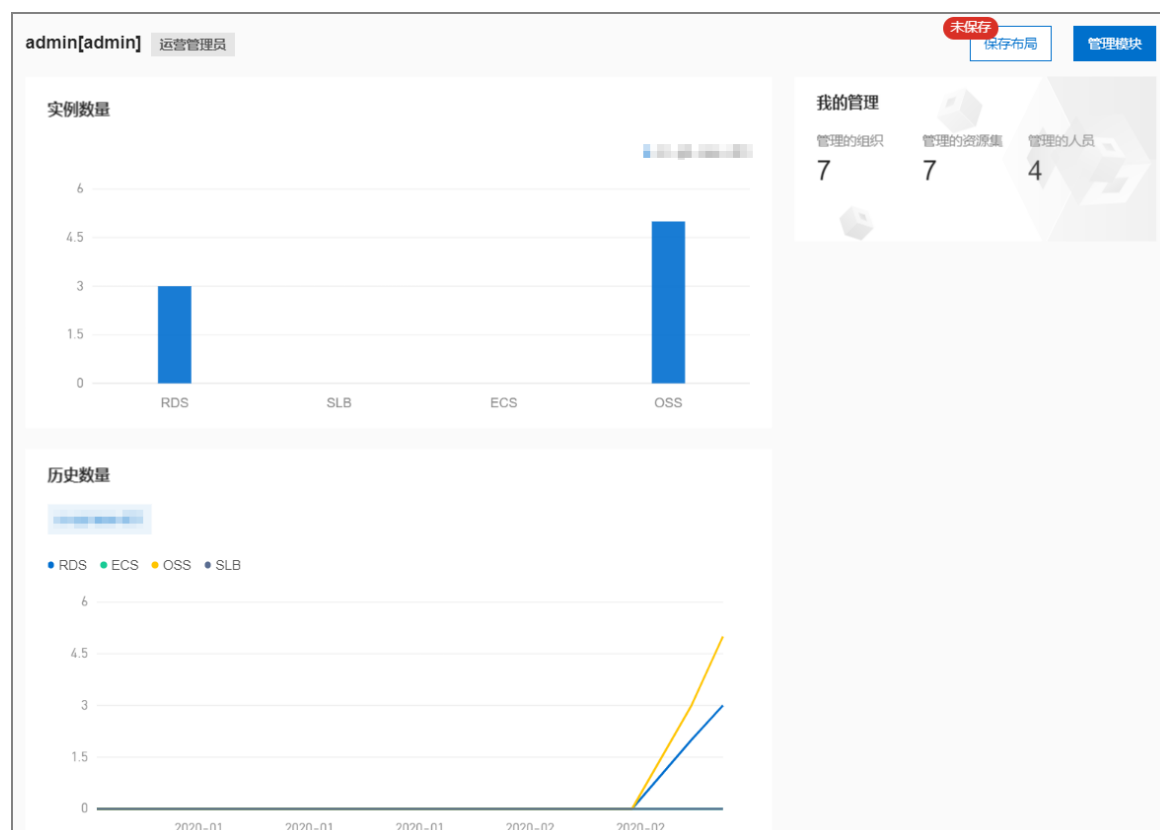 admin[admin] 运营管理员
未保存
保存布局 管理模块
实例数量
6
4.5
3
1.5
0
RDS SLB ECS OSS
我的管理
管理的组织 管理的资源集 管理的人员
7 7 4
历史数量
RDS ECS OSS SLB
6
4.5
3
1.5
0
2020-01 2020-01 2020-01 2020-02 2020-02